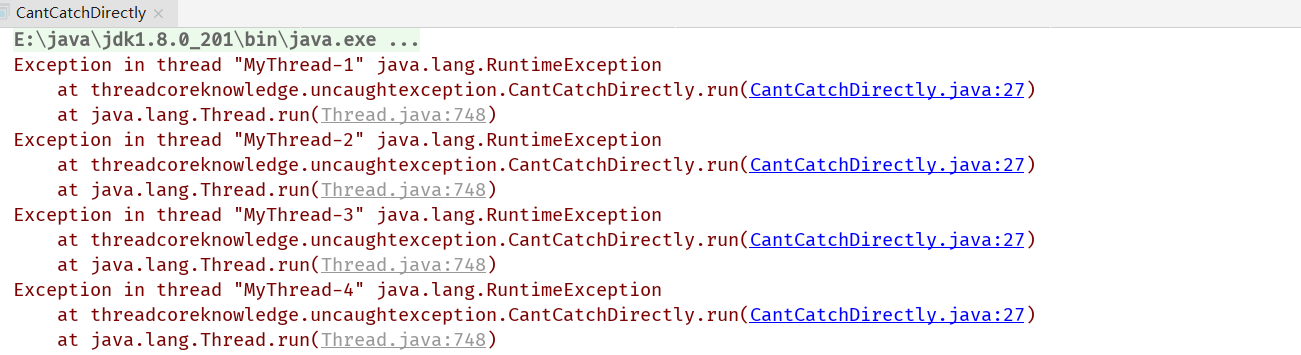 CantCatchDirectly ×
E:\java\jdk1.8.0_201\bin\java.exe ...
Exception in thread "MyThread-1" java.lang.RuntimeException
    at threadcoreknowledge.uncaughtexception.CantCatchDirectly.run(CantCatchDirectly.java:27)
    at java.lang.Thread.run(Thread.java:748)
Exception in thread "MyThread-2" java.lang.RuntimeException
    at threadcoreknowledge.uncaughtexception.CantCatchDirectly.run(CantCatchDirectly.java:27)
    at java.lang.Thread.run(Thread.java:748)
Exception in thread "MyThread-3" java.lang.RuntimeException
    at threadcoreknowledge.uncaughtexception.CantCatchDirectly.run(CantCatchDirectly.java:27)
    at java.lang.Thread.run(Thread.java:748)
Exception in thread "MyThread-4" java.lang.RuntimeException
    at threadcoreknowledge.uncaughtexception.CantCatchDirectly.run(CantCatchDirectly.java:27)
    at java.lang.Thread.run(Thread.java:748)